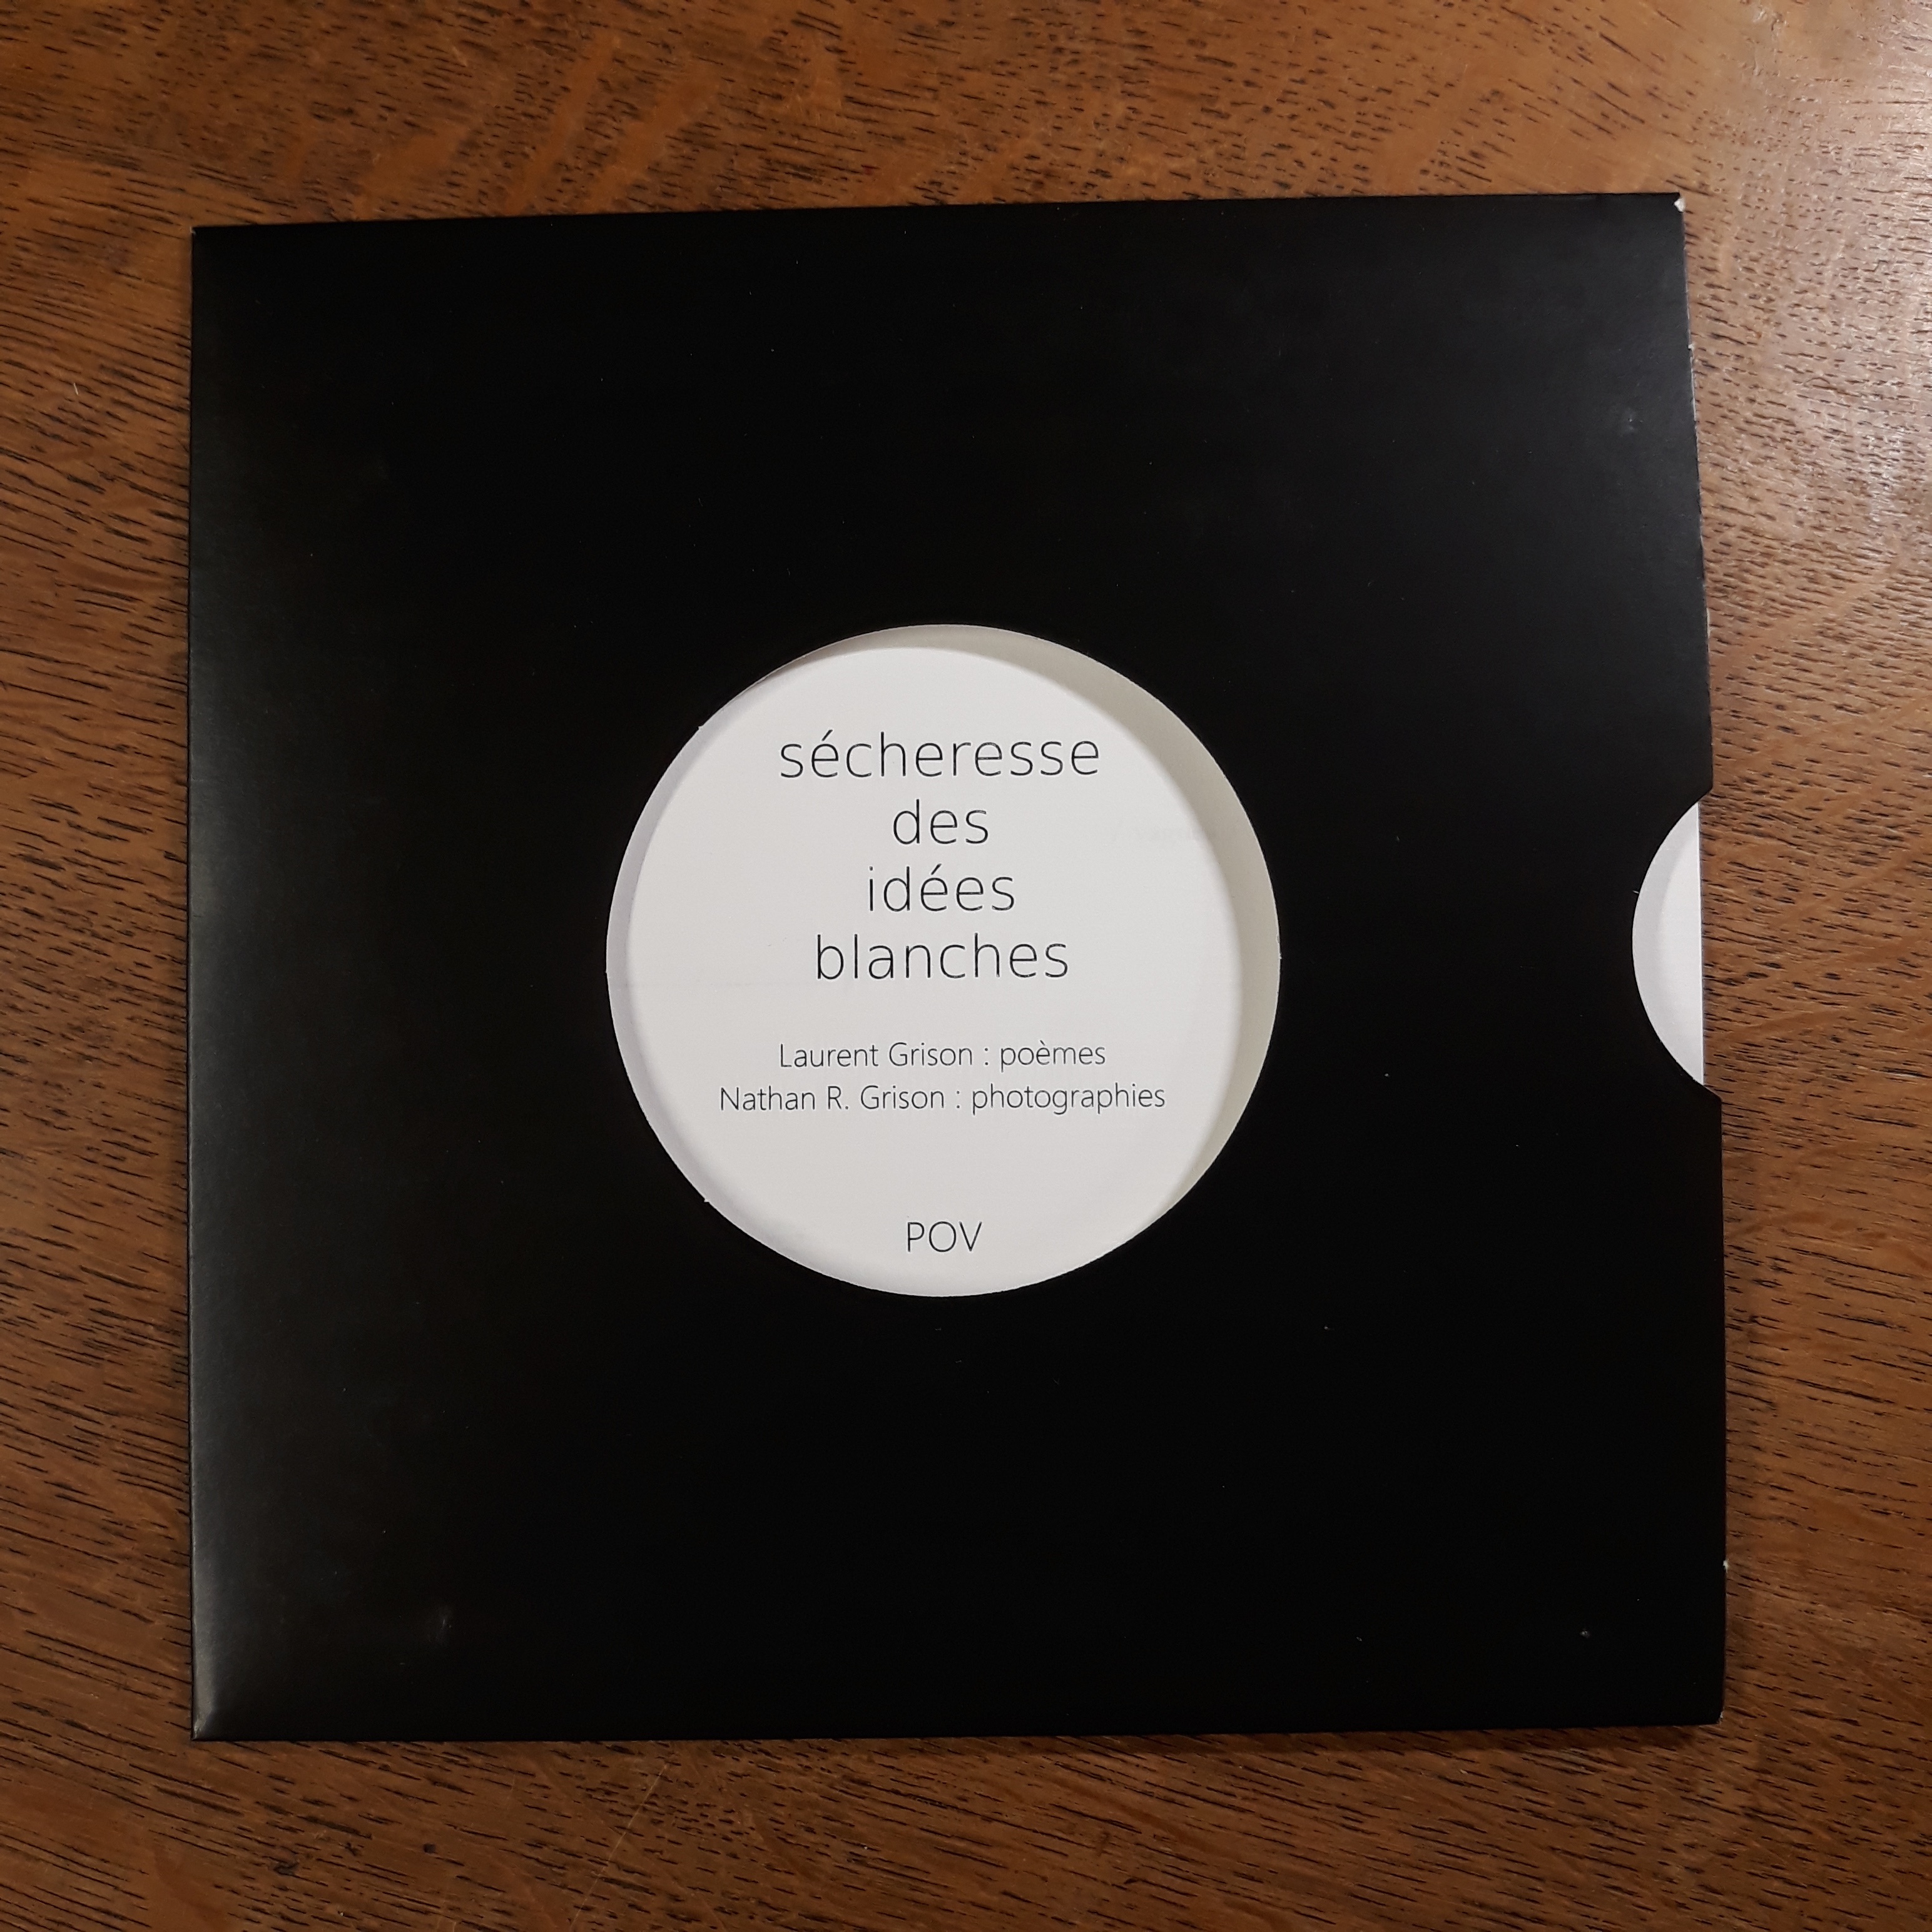 sécheresse
des
idées
blanches
Laurent Grison : poèmes
Nathan R. Grison : photographies
POV